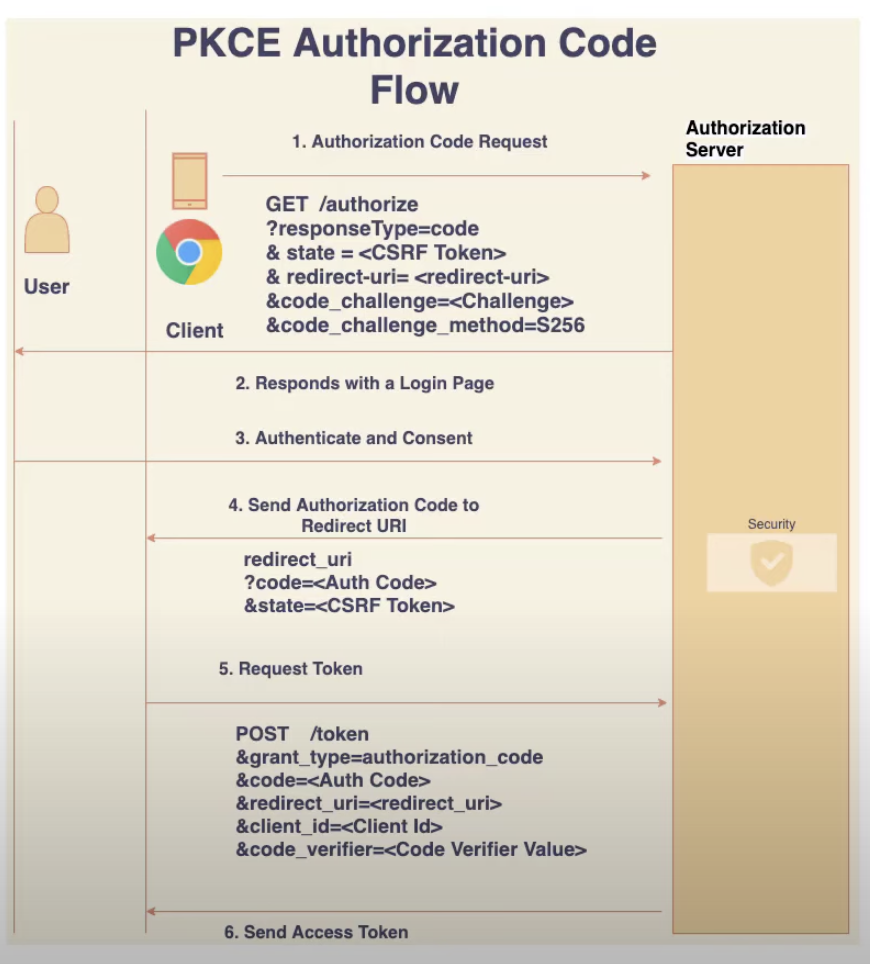 PKCE Authorization Code
Flow
Authorization
Server
1. Authorization Code Request
GET /authorize
?responseType=code
& state = <CSRF Token>
& redirect-uri= <redirect-uri>
&code_challenge=<Challenge>
&code_challenge_method=S256
User
Client
2. Responds with a Login Page
3. Authenticate and Consent
4. Send Authorization Code to
Redirect URI
Security
redirect_uri
?code=<Auth Code>
&state=<CSRF Token>
5. Request Token
POST /token
&grant_type=authorization_code
&code=<Auth Code>
&redirect_uri=<redirect_uri>
&client_id=<Client Id>
&code_verifier=<Code Verifier Value>
6. Send Access Token